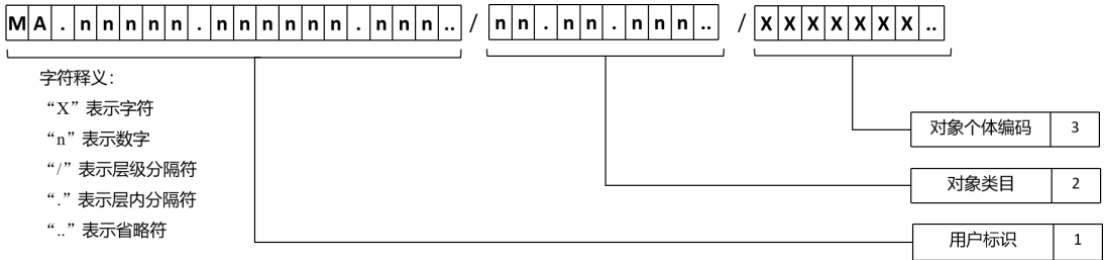 MA.nnnnn.nnnnnn.nnn../nn.nn.nnn../XXXXXXX..
字符释义：
“X”表示字符
“n”表示数字
“/”表示层级分隔符
“.”表示层内分隔符
“..”表示省略符
对象个体编码 3
对象类目 2
用户标识 1